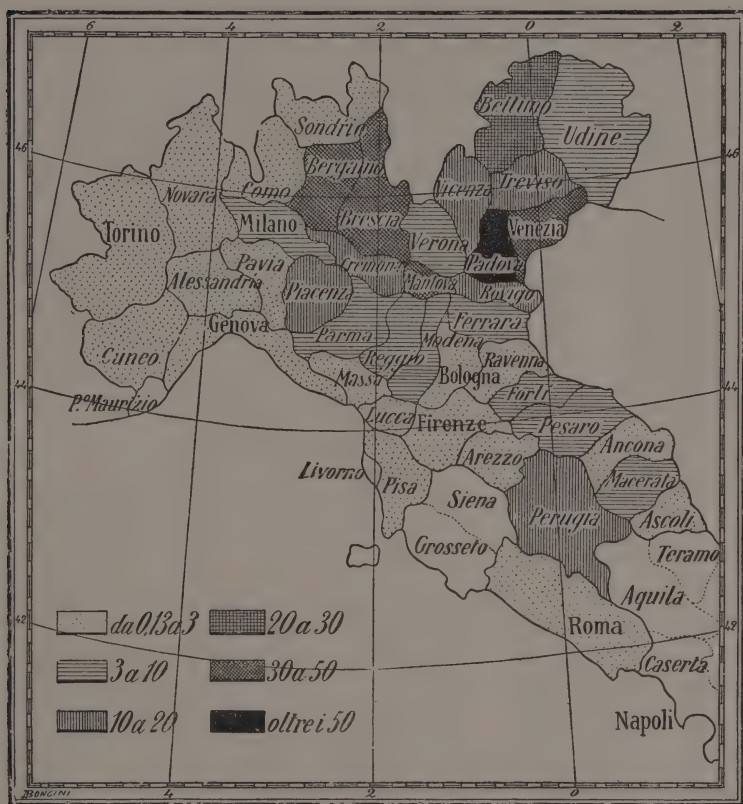 6 4 2 0 2
Sondrio
Belluno
Udine
46 46
Bergamo
Novara
Como
Vicenza
Treviso
Torino
Milano
Brescia
Verona
Venezia
Pavia
Cremona
Padova
Alessandria
Piacenza
Mantova
Rovigo
Genova
Parma
Ferrara
Modena
Cuneo
Reggio
Ravenna
Massa
Bologna
44 44
Pº Maurizio
Forlì
Lucca
Firenze
Pesaro
Ancona
Livorno
Arezzo
Pisa
Siena
Macerata
Perugia
Ascoli
Grosseto
Teramo
Aquila
da 0,13 a 3
20 a 30
42 42
Roma
3 a 10
30 a 50
Caserta
10 a 20
oltre i 50
Napoli
4 2 0
BONCINI